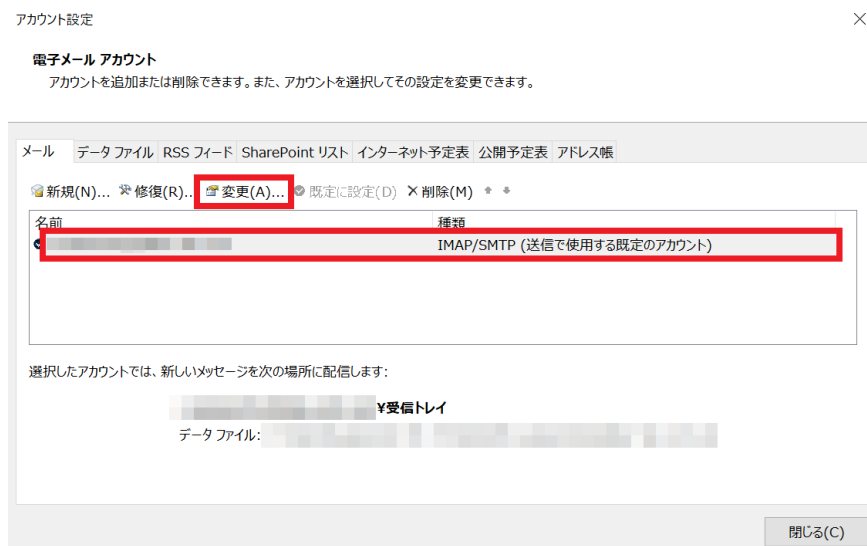 アカウント設定
電子メール アカウント
アカウントを追加または削除できます。また、アカウントを選択してその設定を変更できます。
メール データ ファイル RSS フィード SharePoint リスト インターネット予定表 公開予定表 アドレス帳
新規(N)... 修復(R)... 変更(A)... 既定に設定(D) 削除(M)
名前 種類
IMAP/SMTP (送信で使用する既定のアカウント)
選択したアカウントでは、新しいメッセージを次の場所に配信します:
¥受信トレイ
データ ファイル:
閉じる(C)